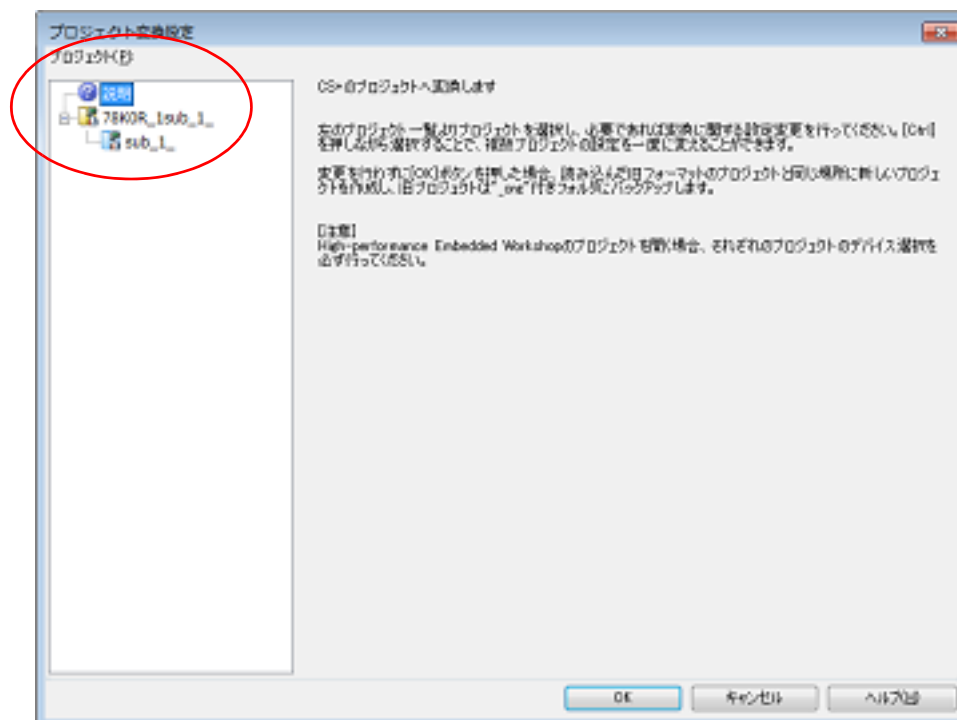 プロジェクト変換設定
プロジェクト(P)
説明
78K0R_1sub_1_
sub_1_
CS+のプロジェクトへ変換します
左のプロジェクト一覧よりプロジェクトを選択し、必要であれば変換に関する設定変更を行ってください。[Ctrl]
を押しながら選択することで、複数プロジェクトの設定を一度に変えることができます。
変更を行わずに[OK]ボタンを押した場合、読み込んだ旧フォーマットのプロジェクトと同じ場所に新しいプロジェ
クトを作成し、旧プロジェクトは"_org"付きフォルダにバックアップします。
【注意】
High-performance Embedded Workshopのプロジェクトを開く場合、それぞれのプロジェクトのデバイス選択を
必ず行ってください。
OK
キャンセル
ヘルプ(H)